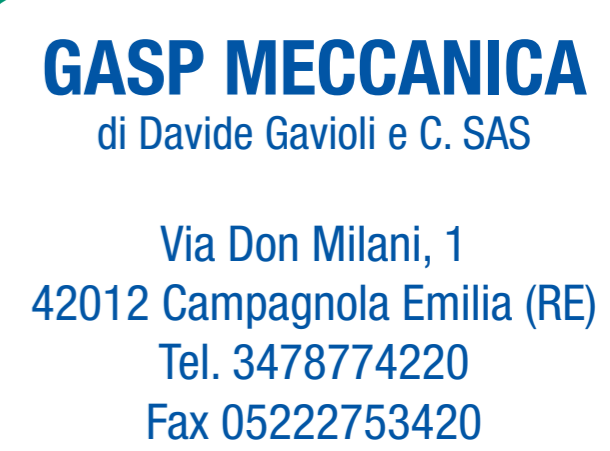 GASP MECCANICA
di Davide Gavioli e C. SAS
Via Don Milani, 1
42012 Campagnola Emilia (RE)
Tel. 3478774220
Fax 05222753420